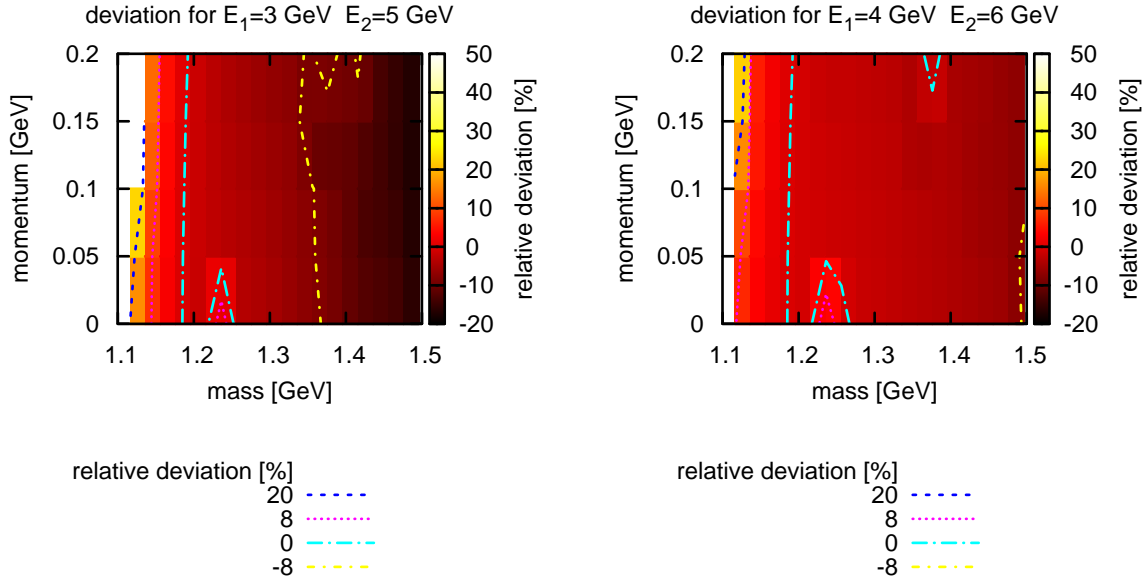 deviation for E_1=3 GeV E_2=5 GeV
0.2
0.15
0.1
0.05
0
momentum [GeV]
1.1 1.2 1.3 1.4 1.5
mass [GeV]
50
40
30
20
10
0
-10
-20
relative deviation [%]
relative deviation [%]
20
8
0
-8
deviation for E_1=4 GeV E_2=6 GeV
0.2
0.15
0.1
0.05
0
momentum [GeV]
1.1 1.2 1.3 1.4 1.5
mass [GeV]
50
40
30
20
10
0
-10
-20
relative deviation [%]
relative deviation [%]
20
8
0
-8